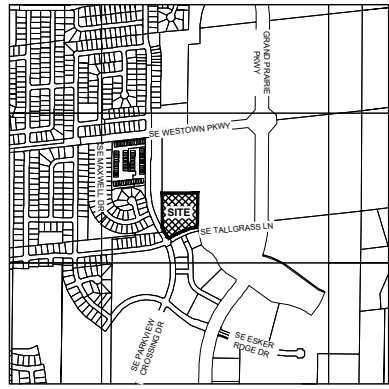 GRAND PRAIRIE
PKWY
SE WESTOWN PKWY
SE MAXWELL DR
SITE
SE TALLGRASS LN
SE PARKVIEW
CROSSING DR
SE ESKER
RDGE DR